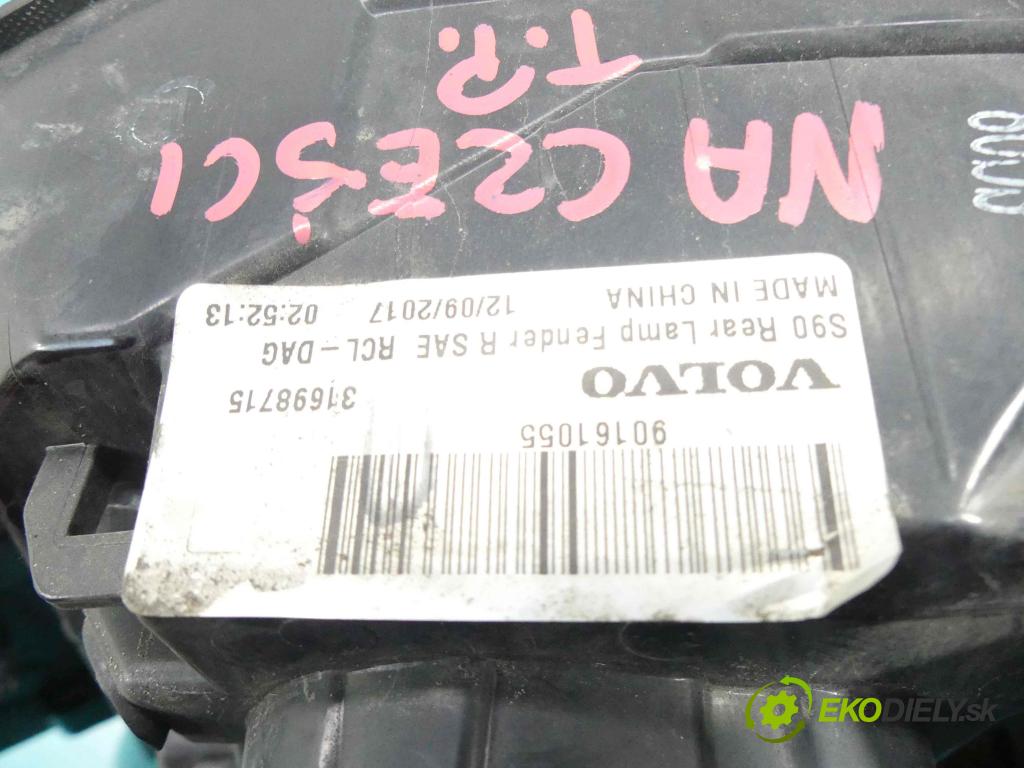 NA CZĘŚCI
T.P.
90161055
VOLVO
31698715
S90 Rear Lamp Fender R SAE RCL-DAG
MADE IN CHINA 12/09/2017 02:52:13
EKODIELY.sk